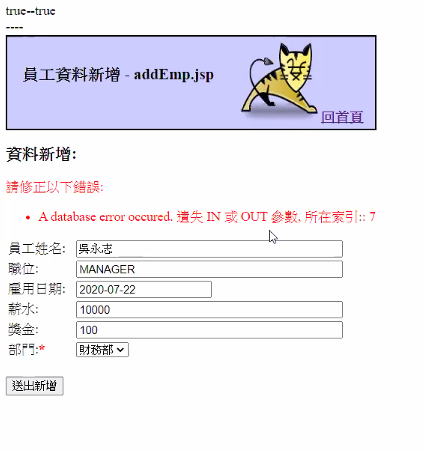 true--true
----
員工資料新增 - addEmp.jsp
回首頁
資料新增:
請修正以下錯誤:
A database error occured. 遺失 IN 或 OUT 參數, 所在索引:: 7
員工姓名: 吳永志
職位: MANAGER
雇用日期: 2020-07-22
薪水: 10000
獎金: 100
部門:* 財務部
送出新增